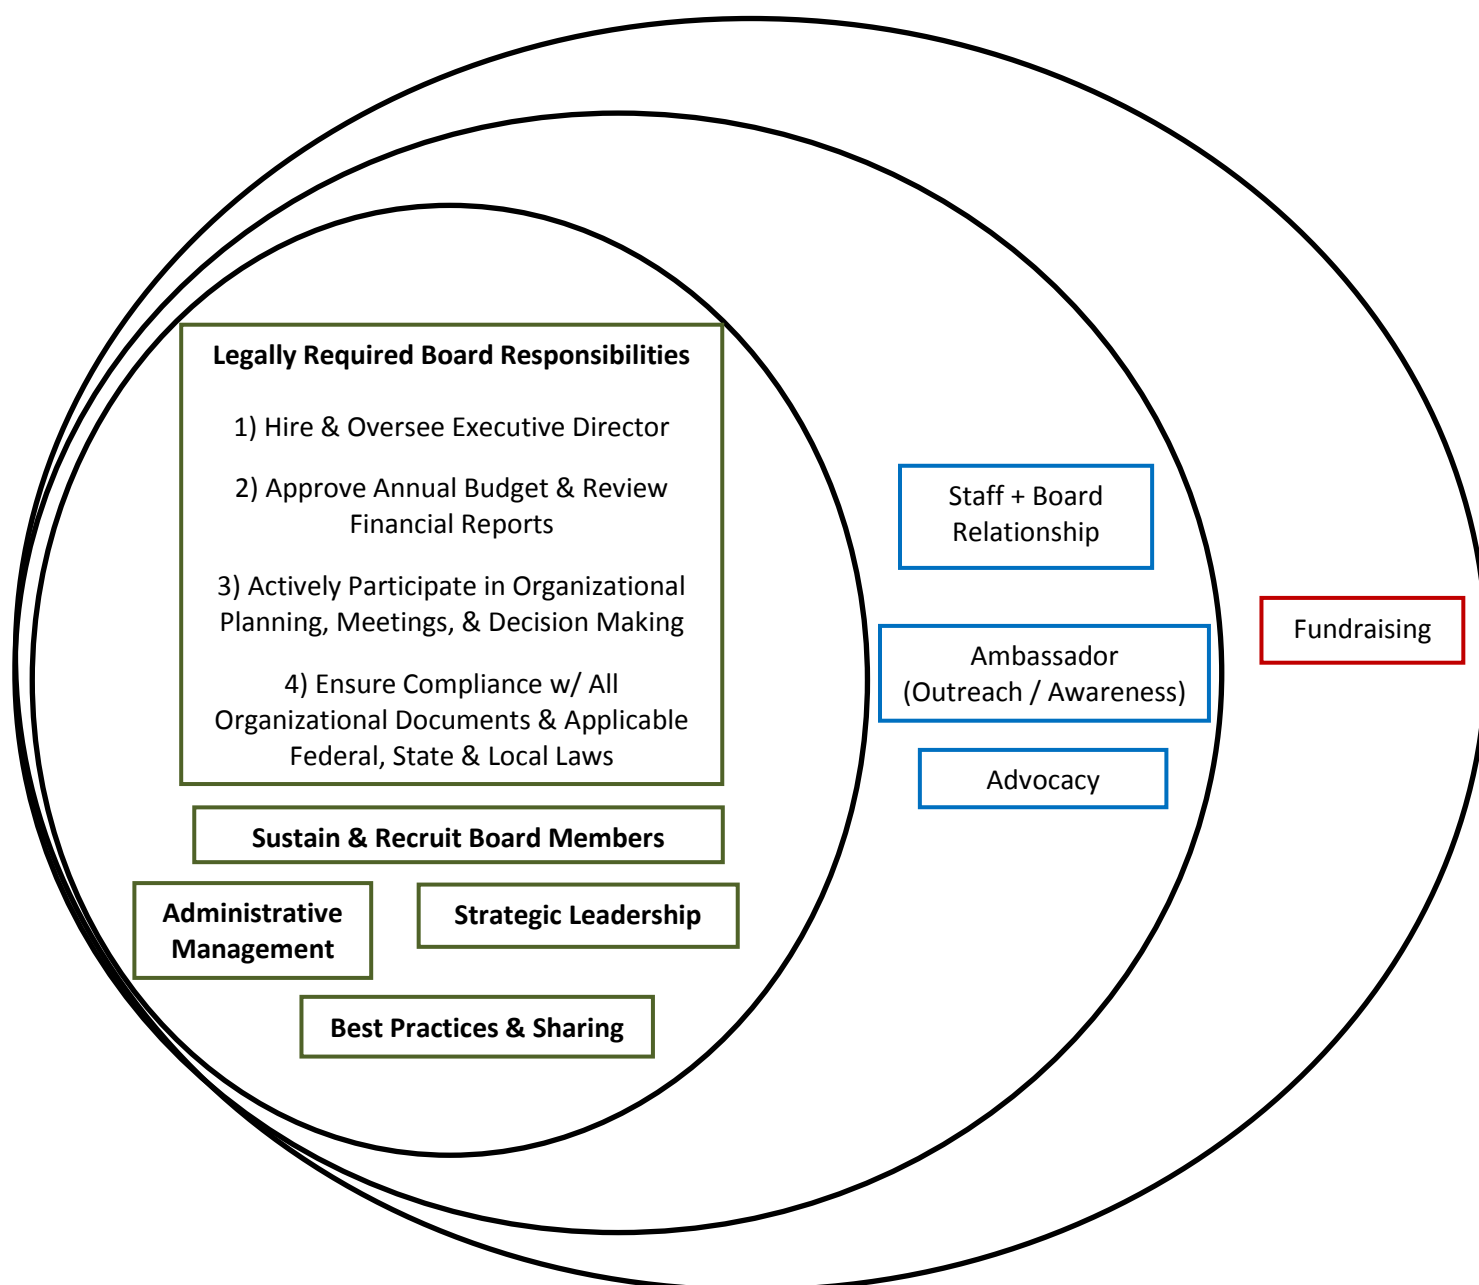 Legally Required Board Responsibilities
1) Hire & Oversee Executive Director
2) Approve Annual Budget & Review
Financial Reports
3) Actively Participate in Organizational
Planning, Meetings, & Decision Making
4) Ensure Compliance w/ All
Organizational Documents & Applicable
Federal, State & Local Laws
Sustain & Recruit Board Members
Administrative
Management
Strategic Leadership
Best Practices & Sharing
Staff + Board
Relationship
Ambassador
(Outreach / Awareness)
Advocacy
Fundraising